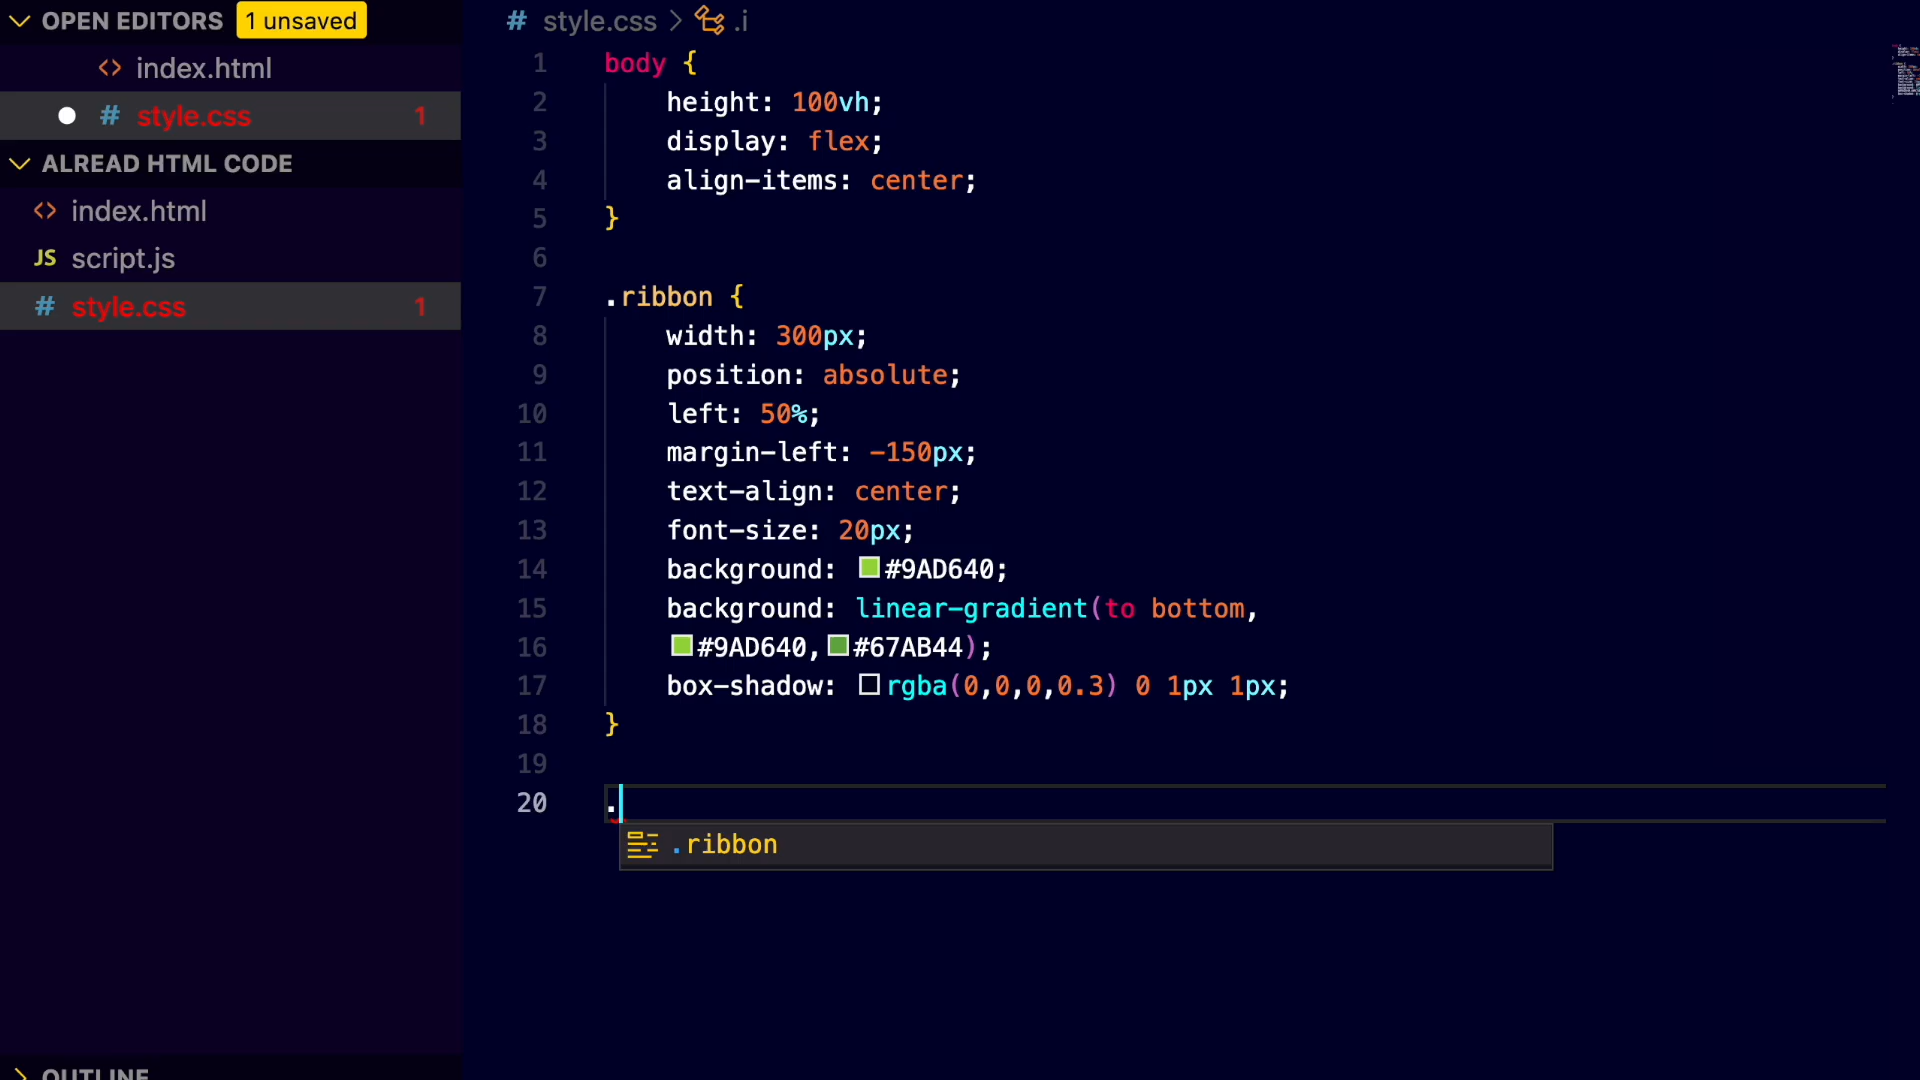 OPEN EDITORS 1 unsaved
<> index.html
# style.css 1
ALREAD HTML CODE
<> index.html
JS script.js
# style.css 1
OUTLINE
# style.css > .i
1 body {
2 height: 100vh;
3 display: flex;
4 align-items: center;
5 }
6
7 .ribbon {
8 width: 300px;
9 position: absolute;
10 left: 50%;
11 margin-left: -150px;
12 text-align: center;
13 font-size: 20px;
14 background: #9AD640;
15 background: linear-gradient(to bottom,
16 #9AD640,#67AB44);
17 box-shadow: rgba(0,0,0,0.3) 0 1px 1px;
18 }
19
20 .
.ribbon